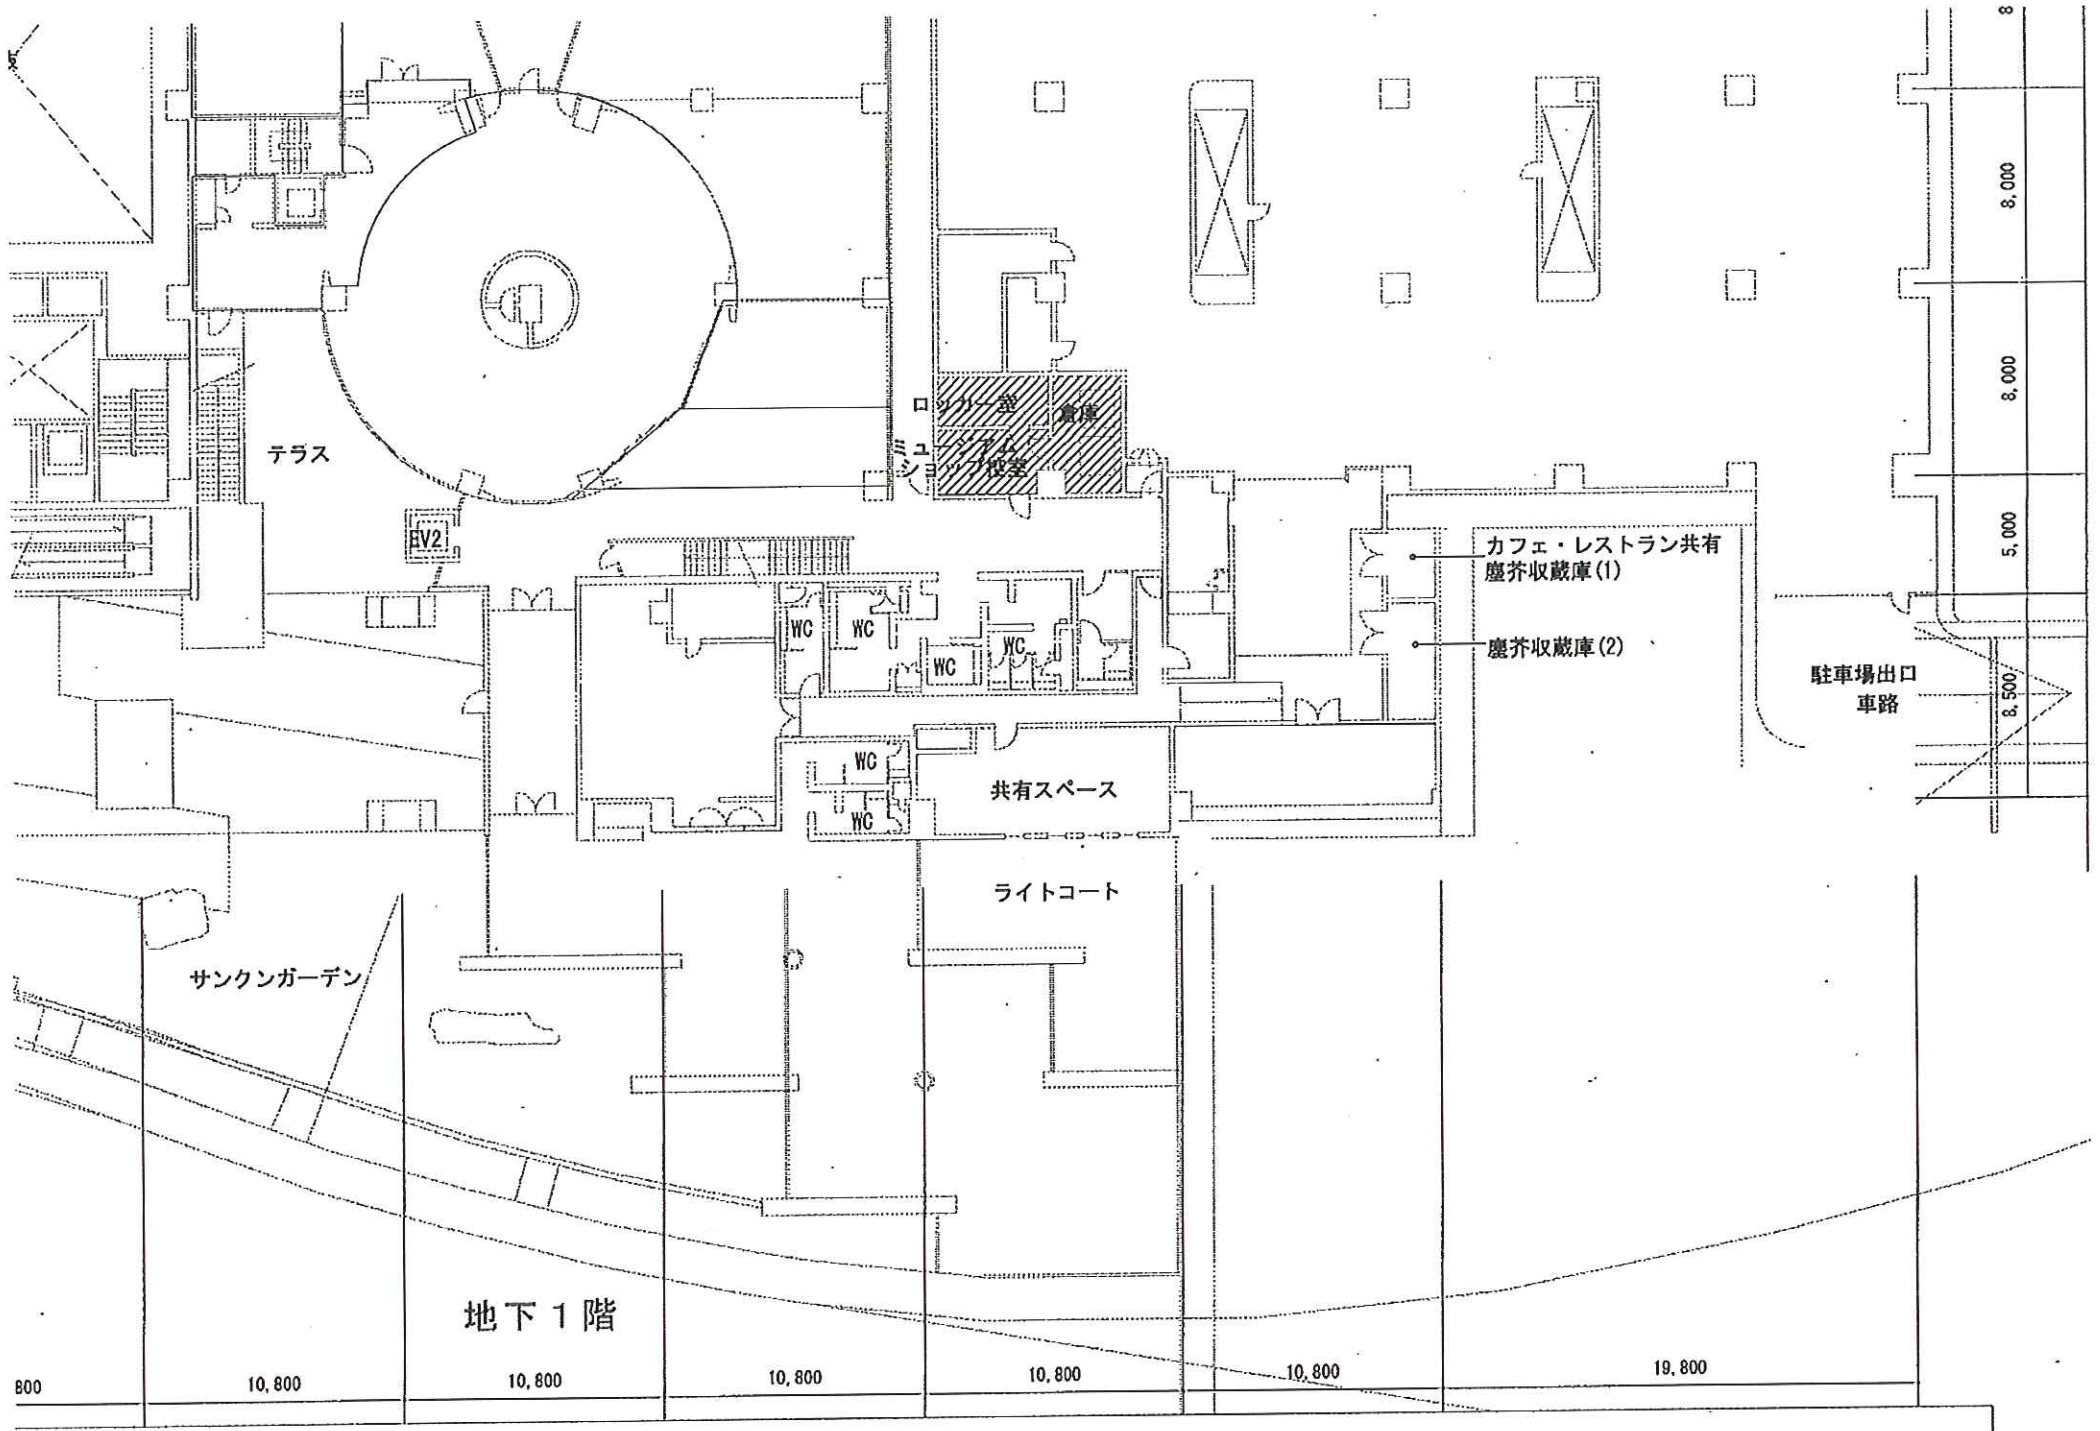 8
8,000
8,000
ロッカー室
倉庫
ミュージアム
ショップ控室
テラス
EV2
カフェ・レストラン共有
塵芥収蔵庫(1)
5,000
WC
WC
WC
WC
塵芥収蔵庫(2)
駐車場出口
車路
8,500
WC
共有スペース
WC
ライトコート
サンクンガーデン
地下1階
800
10,800
10,800
10,800
10,800
10,800
19,800